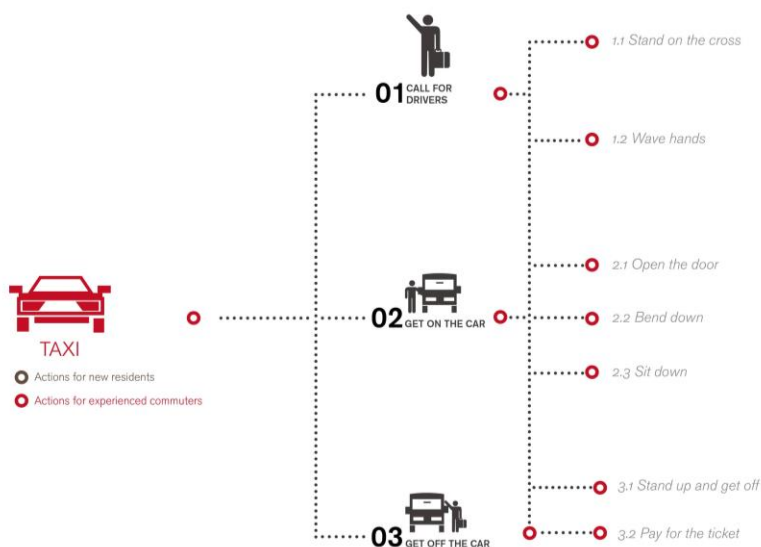 1.1 Stand on the cross
01 CALL FOR
DRIVERS
1.2 Wave hands
2.1 Open the door
02 GET ON THE CAR
2.2 Bend down
TAXI
Actions for new residents
2.3 Sit down
Actions for experienced commuters
3.1 Stand up and get off
03 GET OFF THE CAR
3.2 Pay for the ticket